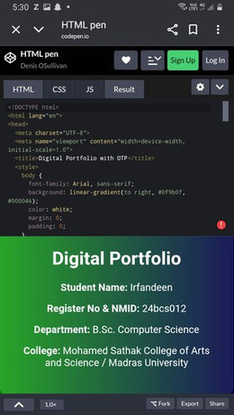 5:30
HTML pen
codepen.io
HTML pen
Denis OSullivan
Sign Up
Log In
HTML
CSS
JS
Result
<!DOCTYPE html>
<html lang="en">
<head>
<meta charset="UTF-8">
<meta name="viewport" content="width=device-width,
initial-scale=1.0">
<title>Digital Portfolio with OTP</title>
<style>
body {
font-family: Arial, sans-serif;
background: linear-gradient(to right, #0f9b0f,
#000046);
color: white;
margin: 0;
padding: 0;
}
Digital Portfolio
Student Name: Irfandeen
Register No & NMID: 24bcs012
Department: B.Sc. Computer Science
College: Mohamed Sathak College of Arts
and Science / Madras University
1.0×
Fork
Export
Share